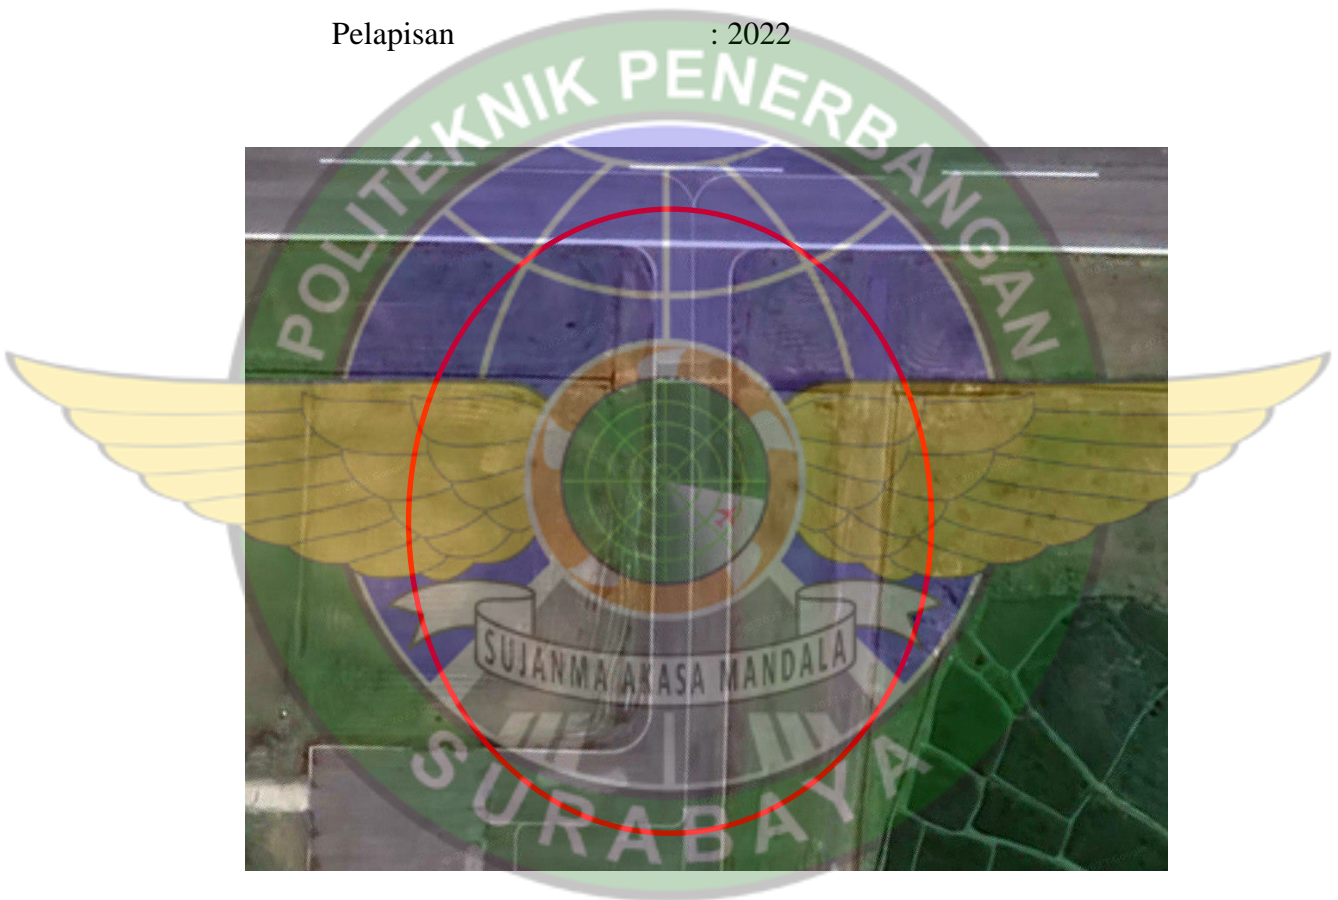 Pelapisan : 2022
POLITEKNIK PENERBANGAN
SUJANMA AKASA MANDALA
SURABAYA